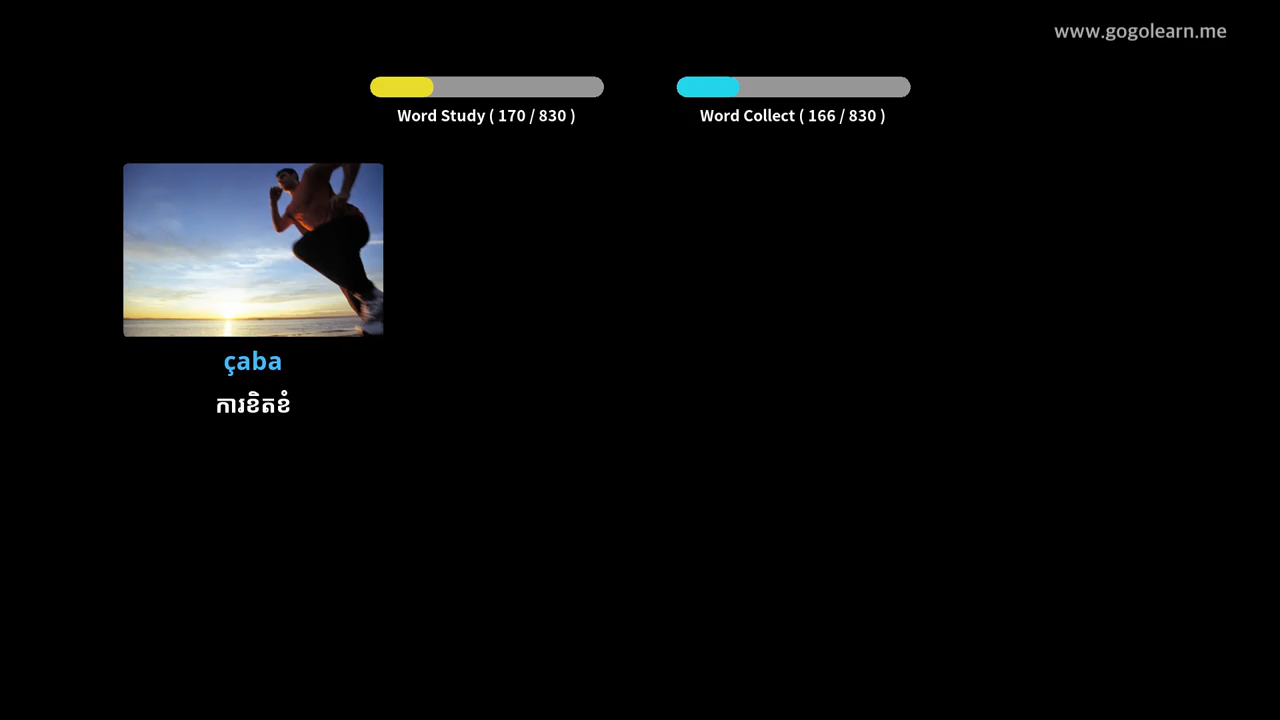 www.gogolearn.me
Word Study ( 170 / 830 )
Word Collect ( 166 / 830 )
çaba
ការខិតខំ